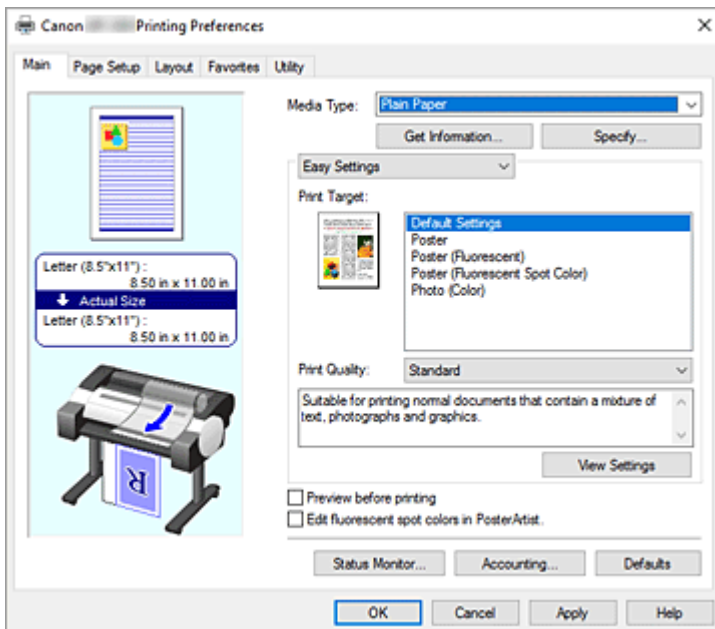 Canon Printing Preferences
Main Page Setup Layout Favorites Utility
Media Type: Plain Paper
Get Information... Specify...
Easy Settings
Print Target:
Default Settings
Poster
Poster (Fluorescent)
Poster (Fluorescent Spot Color)
Photo (Color)
Letter (8.5"x11") :
8.50 in x 11.00 in
Actual Size
Letter (8.5"x11") :
8.50 in x 11.00 in
Print Quality: Standard
Suitable for printing normal documents that contain a mixture of
text, photographs and graphics.
View Settings
R
Preview before printing
Edit fluorescent spot colors in PosterArtist.
Status Monitor... Accounting... Defaults
OK Cancel Apply Help